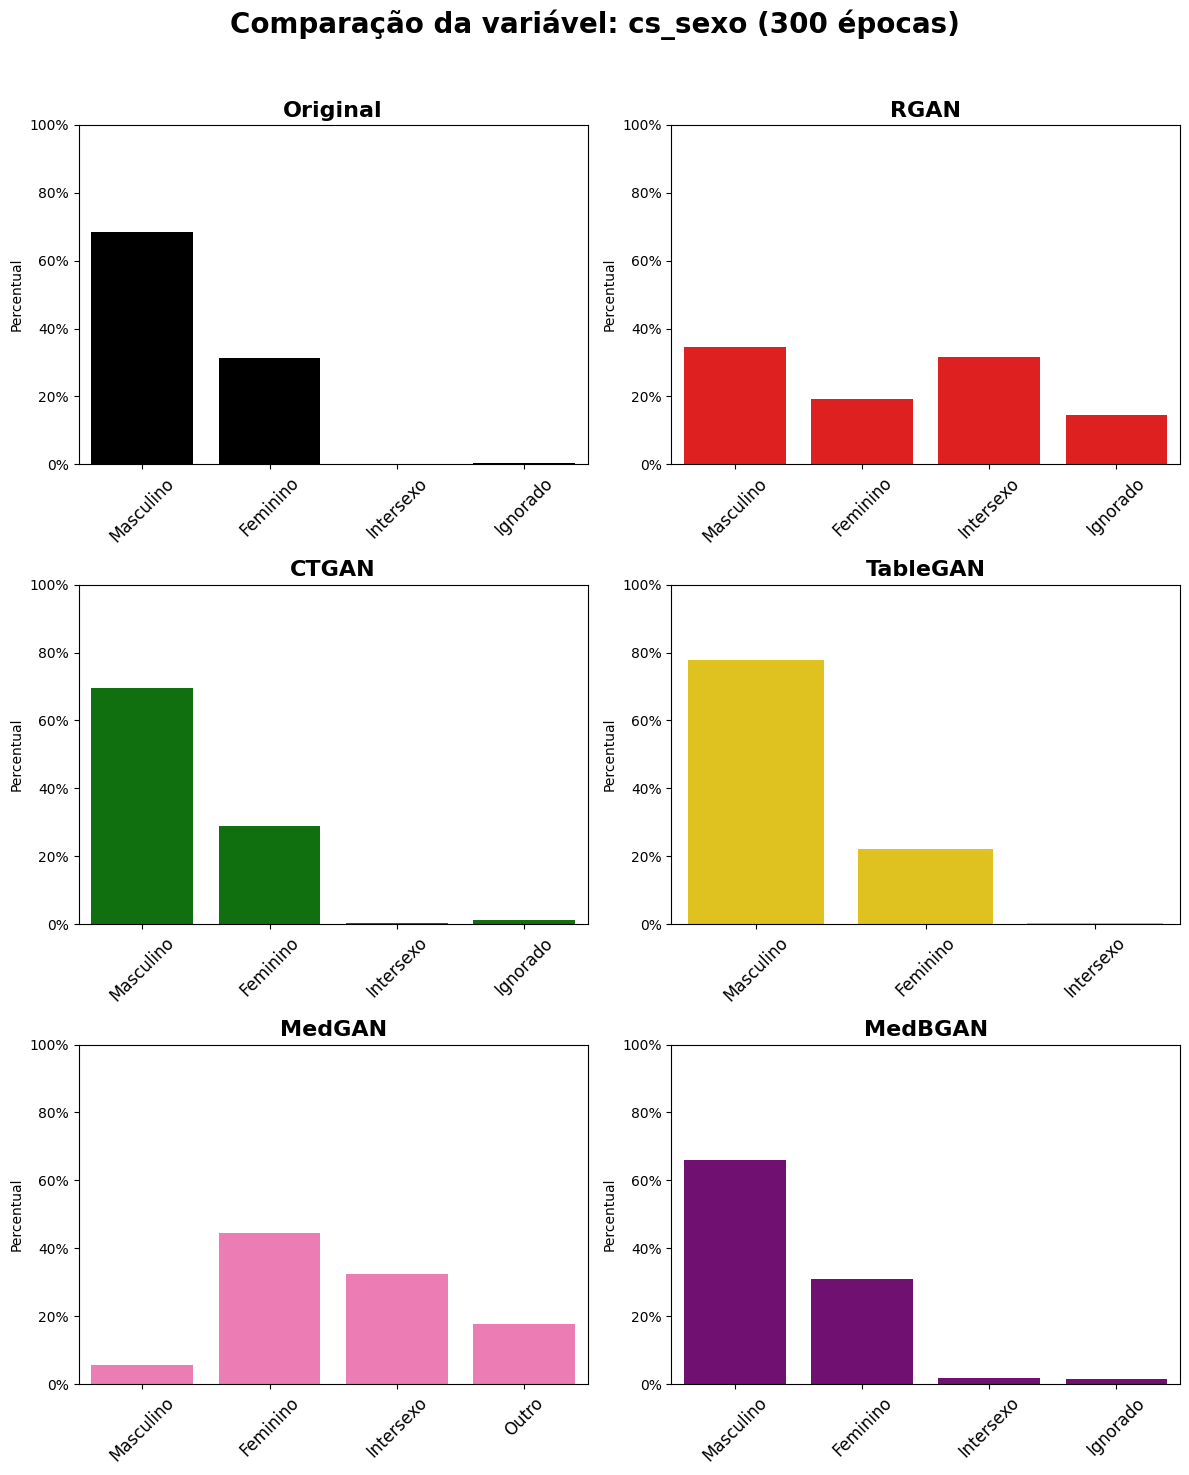 Comparação da variável: cs_sexo (300 épocas)
Original
100%
80%
60%
40%
20%
0%
Percentual
Masculino
Feminino
Intersexo
Ignorado
RGAN
100%
80%
60%
40%
20%
0%
Percentual
Masculino
Feminino
Intersexo
Ignorado
CTGAN
100%
80%
60%
40%
20%
0%
Percentual
Masculino
Feminino
Intersexo
Ignorado
TableGAN
100%
80%
60%
40%
20%
0%
Percentual
Masculino
Feminino
Intersexo
MedGAN
100%
80%
60%
40%
20%
0%
Percentual
Masculino
Feminino
Intersexo
Outro
MedBGAN
100%
80%
60%
40%
20%
0%
Percentual
Masculino
Feminino
Intersexo
Ignorado